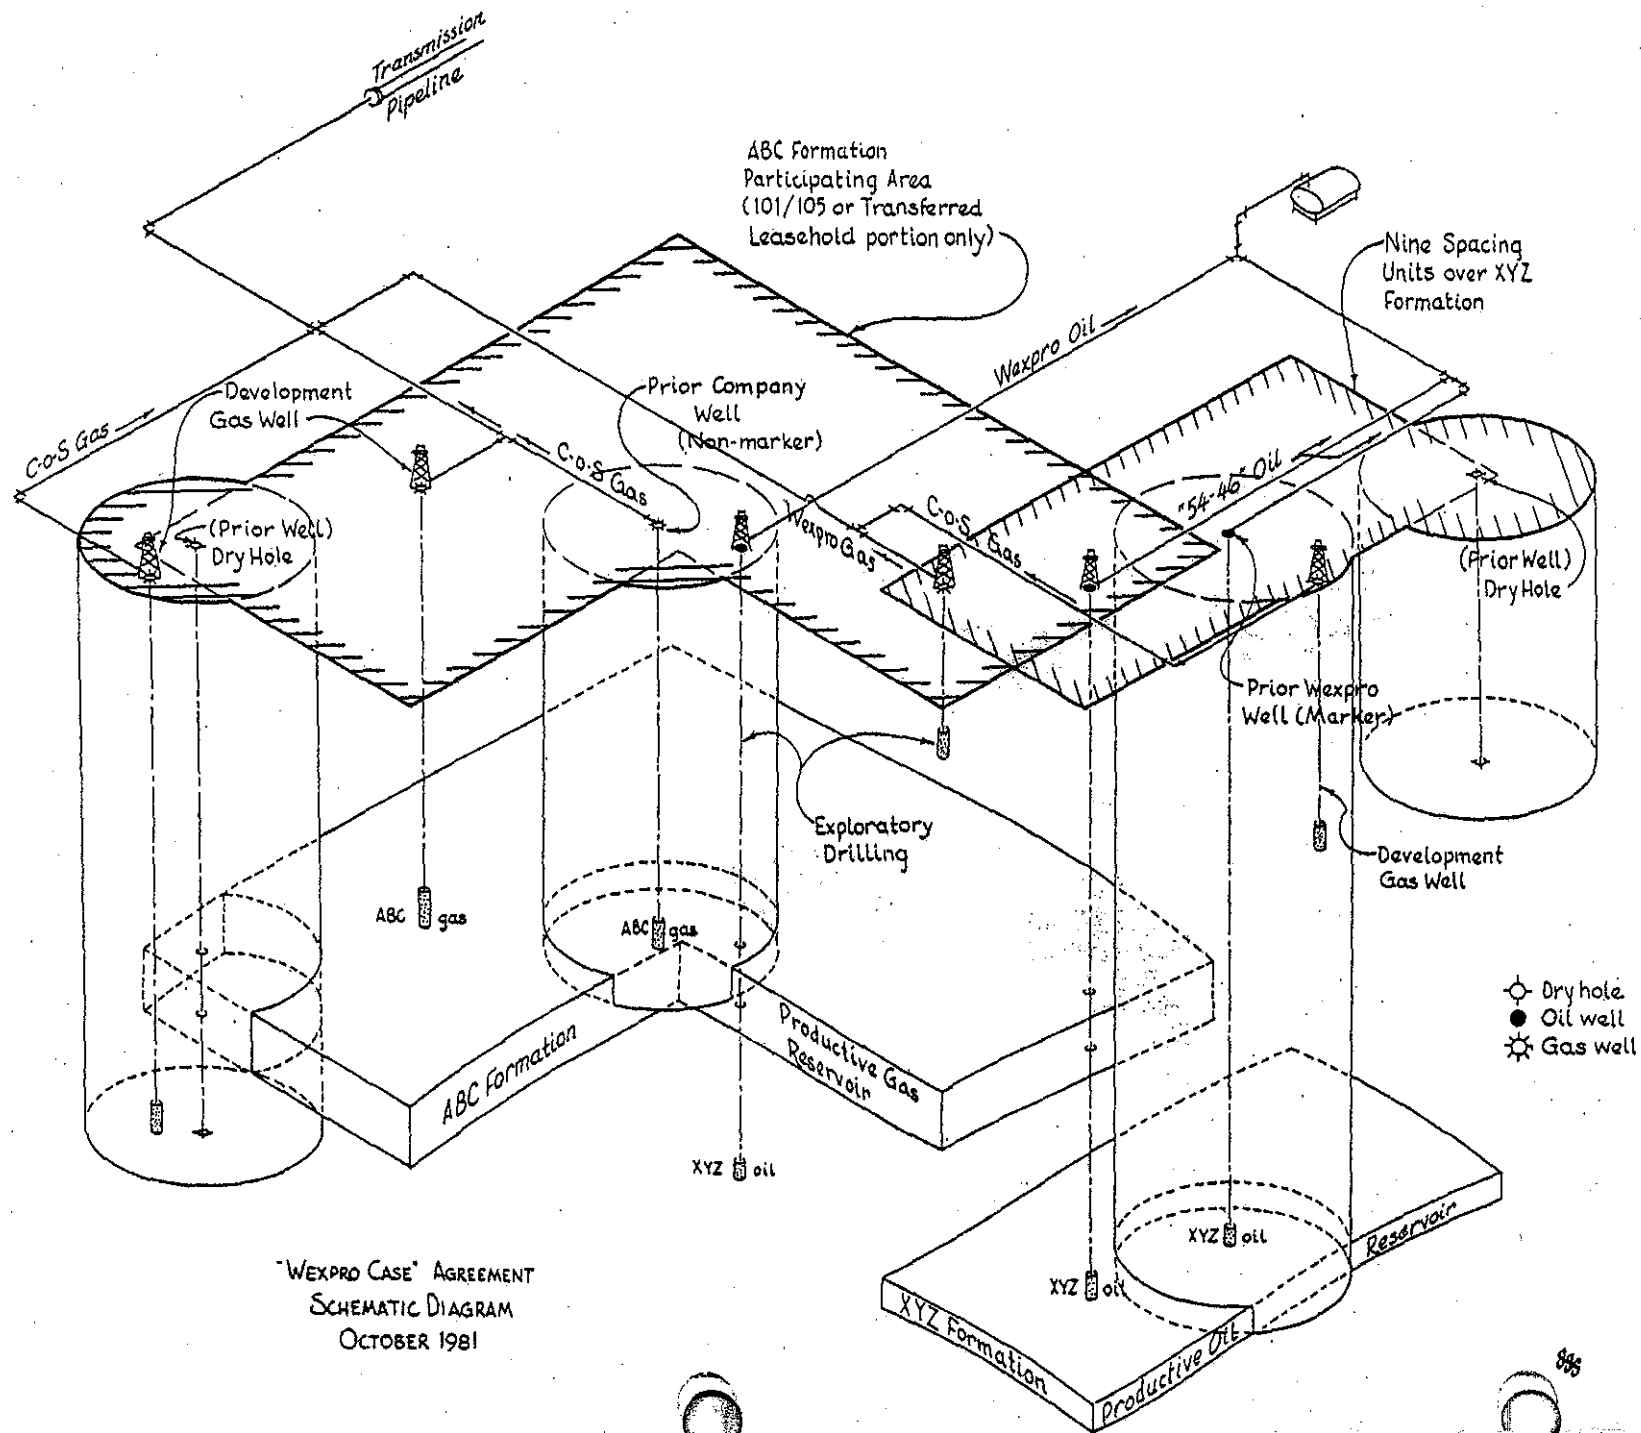 Transmission
Pipeline
ABC Formation
Participating Area
(101/105 or Transferred
Leasehold portion only)
Nine Spacing
Units over XYZ
Formation
Wexpro Oil
Development
Gas Well
Prior Company
Well
(Non-marker)
C-o-S Gas
C-o-S Gas
Wexpro Gas
C-o-S Gas
"54-46" Oil
(Prior Well)
Dry Hole
(Prior Well)
Dry Hole
Prior Wexpro
Well (Marker)
Exploratory
Drilling
Development
Gas Well
ABC gas
ABC gas
ABC Formation
Productive Gas
Reservoir
Dry hole
Oil well
Gas well
XYZ oil
XYZ oil
XYZ oil
XYZ Formation
Productive Oil
Reservoir
"WEXPRO CASE" AGREEMENT
SCHEMATIC DIAGRAM
OCTOBER 1981